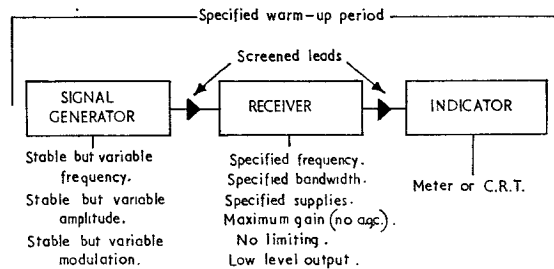 Specified warm-up period
Screened leads
SIGNAL
GENERATOR
RECEIVER
INDICATOR
Stable but variable
frequency.
Stable but variable
amplitude.
Stable but variable
modulation.
Specified frequency.
Specified bandwidth.
Specified supplies.
Maximum gain (no agc).
No limiting.
Low level output.
Meter or C.R.T.